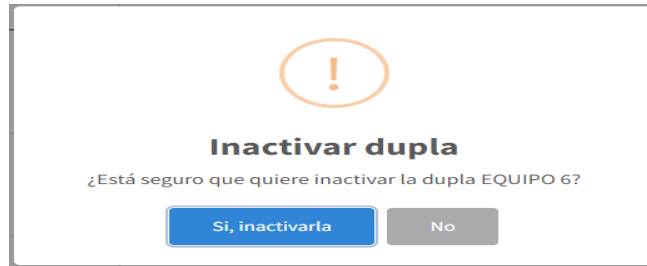 !
Inactivar dupla
¿Está seguro que quiere inactivar la dupla EQUIPO 6?
Si, inactivarla
No